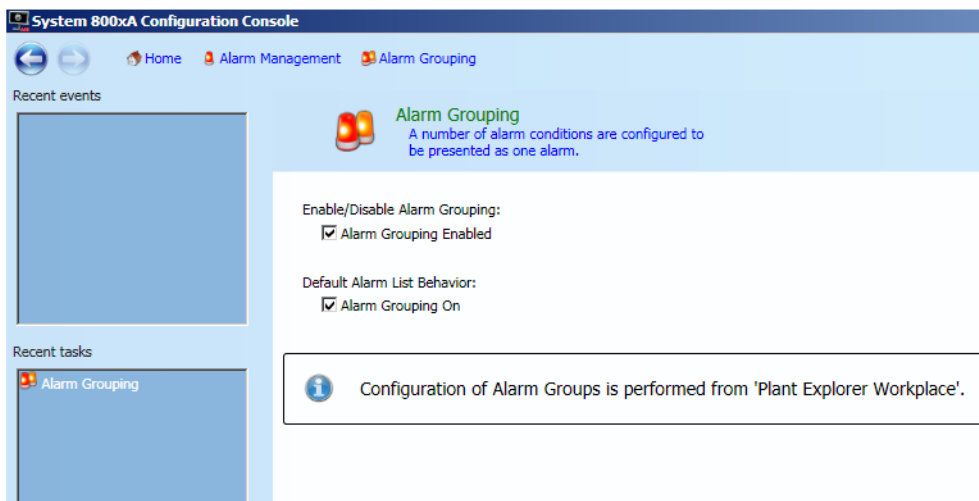 System 800xA Configuration Console
Home Alarm Management Alarm Grouping
Recent events
Alarm Grouping
A number of alarm conditions are configured to
be presented as one alarm.
Enable/Disable Alarm Grouping:
Alarm Grouping Enabled
Default Alarm List Behavior:
Alarm Grouping On
Recent tasks
Alarm Grouping
Configuration of Alarm Groups is performed from 'Plant Explorer Workplace'.